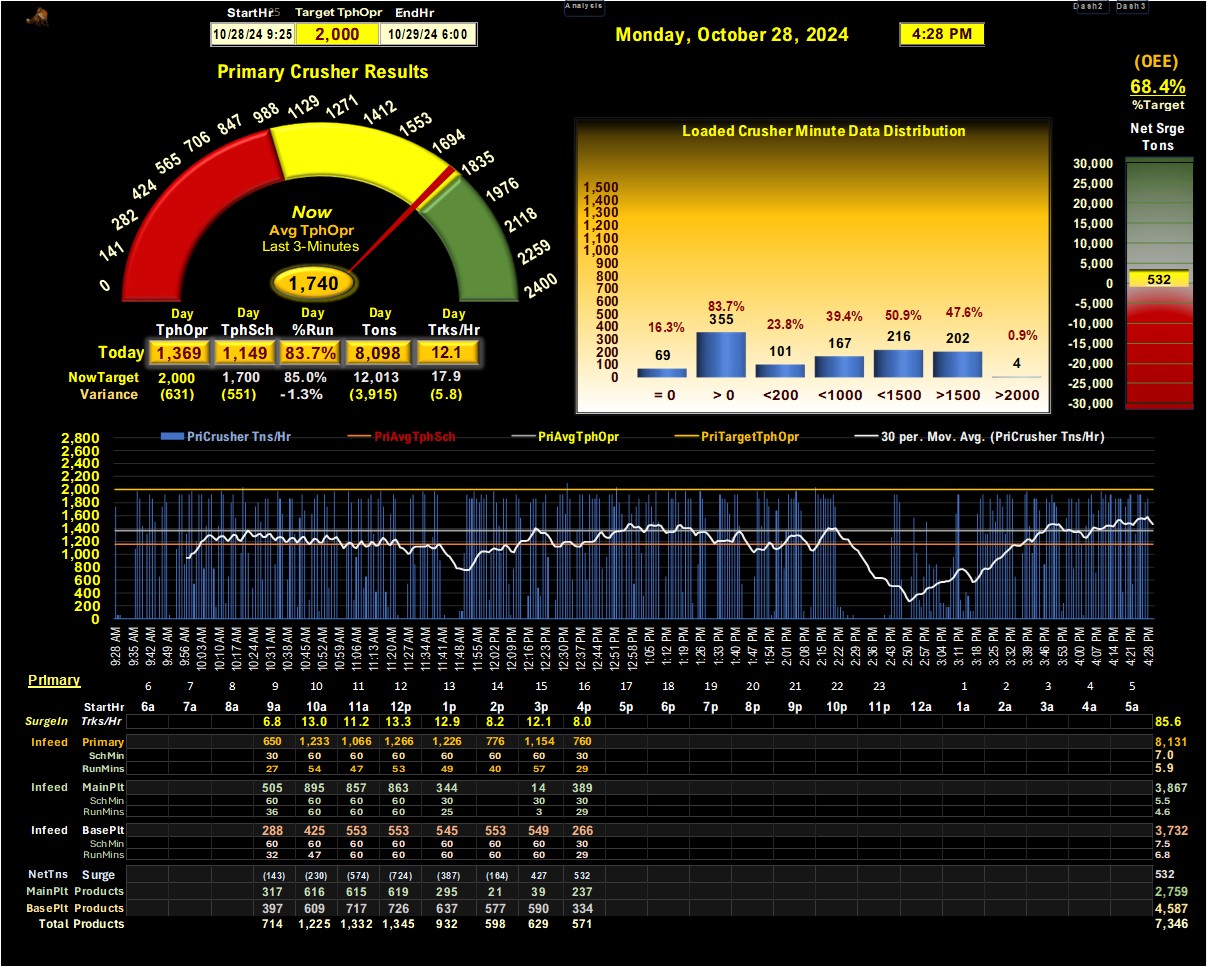 Analysis
Dash2 Dash3
StartHr Target TphOpr EndHr
10/28/24 9:25 2,000 10/29/24 6:00
Monday, October 28, 2024
4:28 PM
(OEE)
68.4%
%Target
Primary Crusher Results
0 141 282 424 565 706 847 988 1129 1271 1412 1553 1694 1835 1976 2118 2259 2400
Now
Avg TphOpr
Last 3-Minutes
1,740
Day Day Day Day Day
TphOpr TphSch %Run Tons Trks/Hr
Today 1,369 1,149 83.7% 8,098 12.1
NowTarget 2,000 1,700 85.0% 12,013 17.9
Variance (631) (551) -1.3% (3,915) (5.8)
Loaded Crusher Minute Data Distribution
1,500
1,400
1,300
1,200
1,100
1,000
900
800
700
600
500
400
300
200
100
0
16.3% 83.7% 23.8% 39.4% 50.9% 47.6% 0.9%
69 355 101 167 216 202 4
= 0 > 0 <200 <1000 <1500 >1500 >2000
Net Srge
Tons
30,000
25,000
20,000
15,000
10,000
5,000
0
-5,000
-10,000
-15,000
-20,000
-25,000
-30,000
532
PriCrusher Tns/Hr PriAvgTphSch PriAvgTphOpr PriTargetTphOpr 30 per. Mov. Avg. (PriCrusher Tns/Hr)
2,800
2,600
2,400
2,200
2,000
1,800
1,600
1,400
1,200
1,000
800
600
400
200
0
9:28 AM 9:35 AM 9:42 AM 9:49 AM 9:56 AM 10:03 AM 10:10 AM 10:17 AM 10:24 AM 10:31 AM 10:38 AM 10:45 AM 10:52 AM 10:59 AM 11:06 AM 11:13 AM 11:20 AM 11:27 AM 11:34 AM 11:41 AM 11:48 AM 11:55 AM 12:02 PM 12:09 PM 12:16 PM 12:23 PM 12:30 PM 12:37 PM 12:44 PM 12:51 PM 12:58 PM 1:05 PM 1:12 PM 1:19 PM 1:26 PM 1:33 PM 1:40 PM 1:47 PM 1:54 PM 2:01 PM 2:08 PM 2:15 PM 2:22 PM 2:29 PM 2:36 PM 2:43 PM 2:50 PM 2:57 PM 3:04 PM 3:11 PM 3:18 PM 3:25 PM 3:32 PM 3:39 PM 3:46 PM 3:53 PM 4:00 PM 4:07 PM 4:14 PM 4:21 PM 4:28 PM
Primary 6 7 8 9 10 11 12 13 14 15 16 17 18 19 20 21 22 23 1 2 3 4 5
StartHr 6a 7a 8a 9a 10a 11a 12p 1p 2p 3p 4p 5p 6p 7p 8p 9p 10p 11p 12a 1a 2a 3a 4a 5a
SurgeIn Trks/Hr 6.8 13.0 11.2 13.3 12.9 8.2 12.1 8.0 85.6
Infeed Primary 650 1,233 1,066 1,266 1,226 776 1,154 760 8,131
SchMin 30 60 60 60 60 60 60 30 7.0
RunMins 27 54 47 53 49 40 57 29 5.9
Infeed MainPlt 505 895 857 863 344 14 389 3,867
SchMin 60 60 60 60 30 30 30 5.5
RunMins 36 60 60 60 25 3 29 4.6
Infeed BasePlt 288 425 553 553 545 553 549 266 3,732
SchMin 60 60 60 60 60 60 60 30 7.5
RunMins 32 47 60 60 60 60 60 29 6.8
NetTns Surge (143) (230) (574) (724) (387) (164) 427 532 532
MainPlt Products 317 616 615 619 295 21 39 237 2,759
BasePlt Products 397 609 717 726 637 577 590 334 4,587
Total Products 714 1,225 1,332 1,345 932 598 629 571 7,346